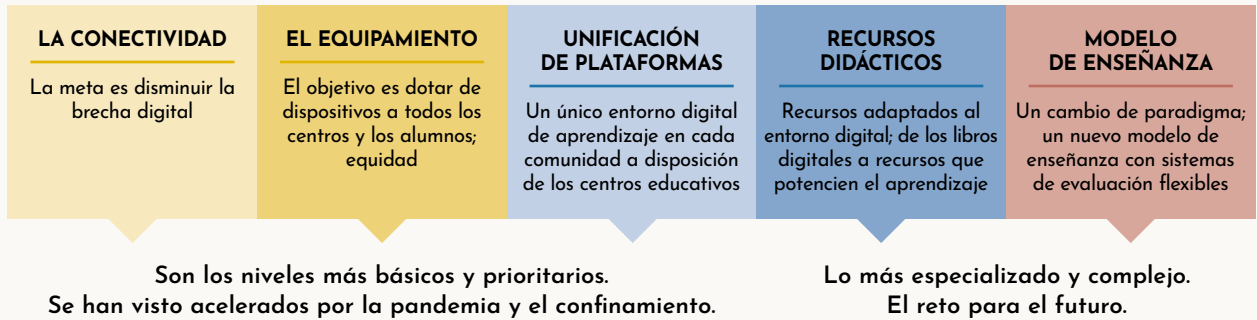 LA CONECTIVIDAD
La meta es disminuir la
brecha digital
EL EQUIPAMIENTO
El objetivo es dotar de
dispositivos a todos los
centros y los alumnos;
equidad
UNIFICACIÓN
DE PLATAFORMAS
Un único entorno digital
de aprendizaje en cada
comunidad a disposición
de los centros educativos
RECURSOS
DIDÁCTICOS
Recursos adaptados al
entorno digital; de los libros
digitales a recursos que
potencien el aprendizaje
MODELO
DE ENSEÑANZA
Un cambio de paradigma;
un nuevo modelo de
enseñanza con sistemas
de evaluación flexibles
Son los niveles más básicos y prioritarios.
Se han visto acelerados por la pandemia y el confinamiento.
Lo más especializado y complejo.
El reto para el futuro.